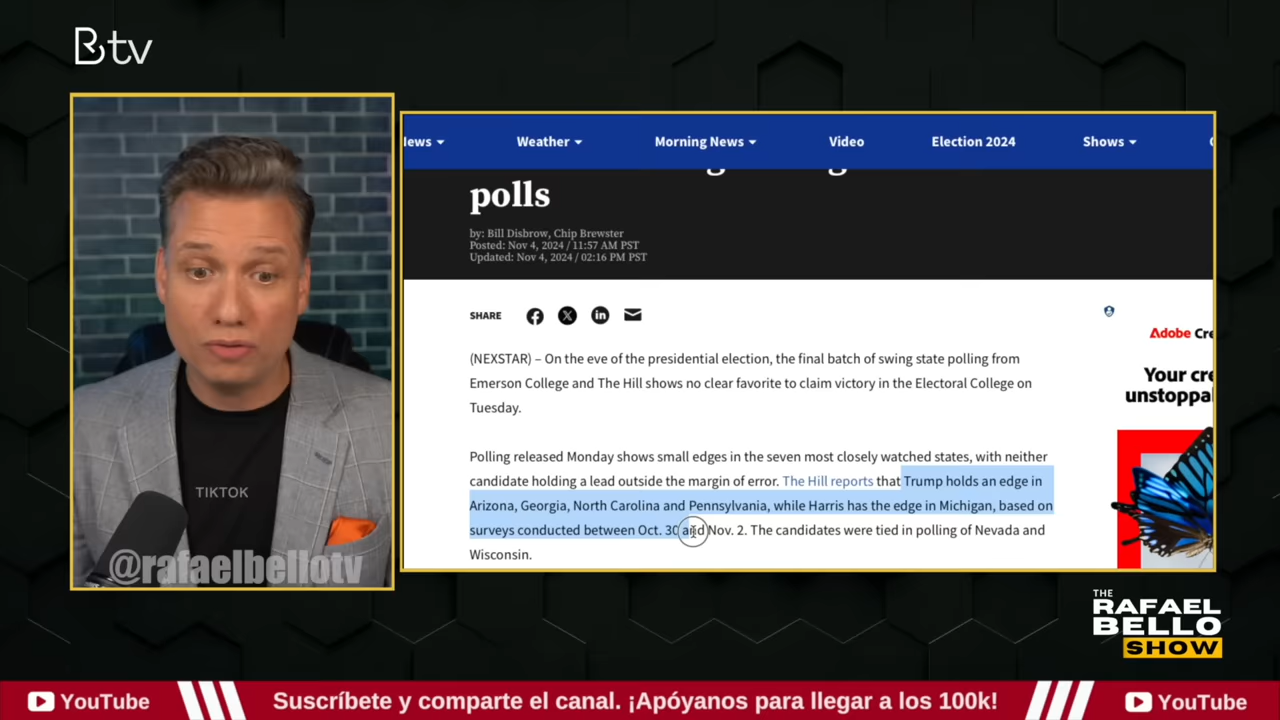 Btv
News
Weather
Morning News
Video
Election 2024
Shows
polls
by: Bill Disbrow, Chip Brewster
Posted: Nov 4, 2024 / 11:57 AM PST
Updated: Nov 4, 2024 / 02:16 PM PST
SHARE
(NEXSTAR) – On the eve of the presidential election, the final batch of swing state polling from
Emerson College and The Hill shows no clear favorite to claim victory in the Electoral College on
Tuesday.
Polling released Monday shows small edges in the seven most closely watched states, with neither
candidate holding a lead outside the margin of error. The Hill reports that Trump holds an edge in
Arizona, Georgia, North Carolina and Pennsylvania, while Harris has the edge in Michigan, based on
surveys conducted between Oct. 30 and Nov. 2. The candidates were tied in polling of Nevada and
Wisconsin.
Adobe Cre
Your cre
unstoppa
TIKTOK
@rafaelbellotv
THE
RAFAEL
BELLO
SHOW
YouTube
Suscríbete y comparte el canal. ¡Apóyanos para llegar a los 100k!
YouTube